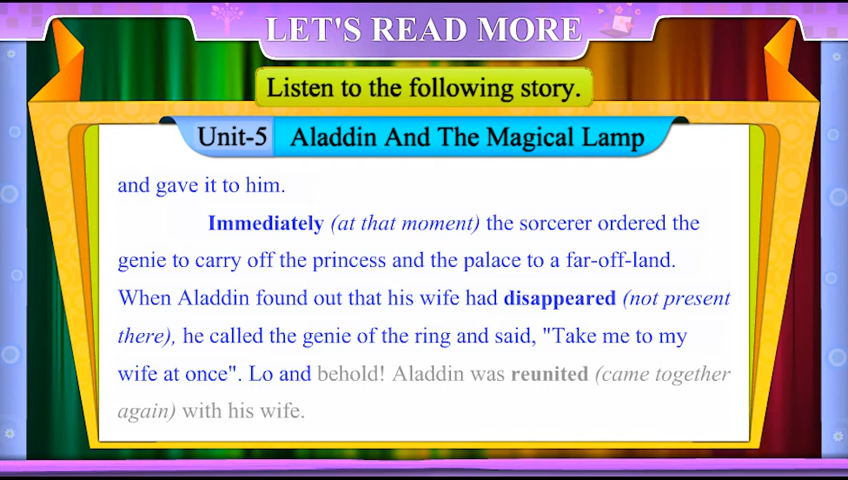 LET'S READ MORE
Listen to the following story.
Unit-5 Aladdin And The Magical Lamp
and gave it to him.
Immediately (at that moment) the sorcerer ordered the
genie to carry off the princess and the palace to a far-off-land.
When Aladdin found out that his wife had disappeared (not present
there), he called the genie of the ring and said, "Take me to my
wife at once". Lo and behold! Aladdin was reunited (came together
again) with his wife.